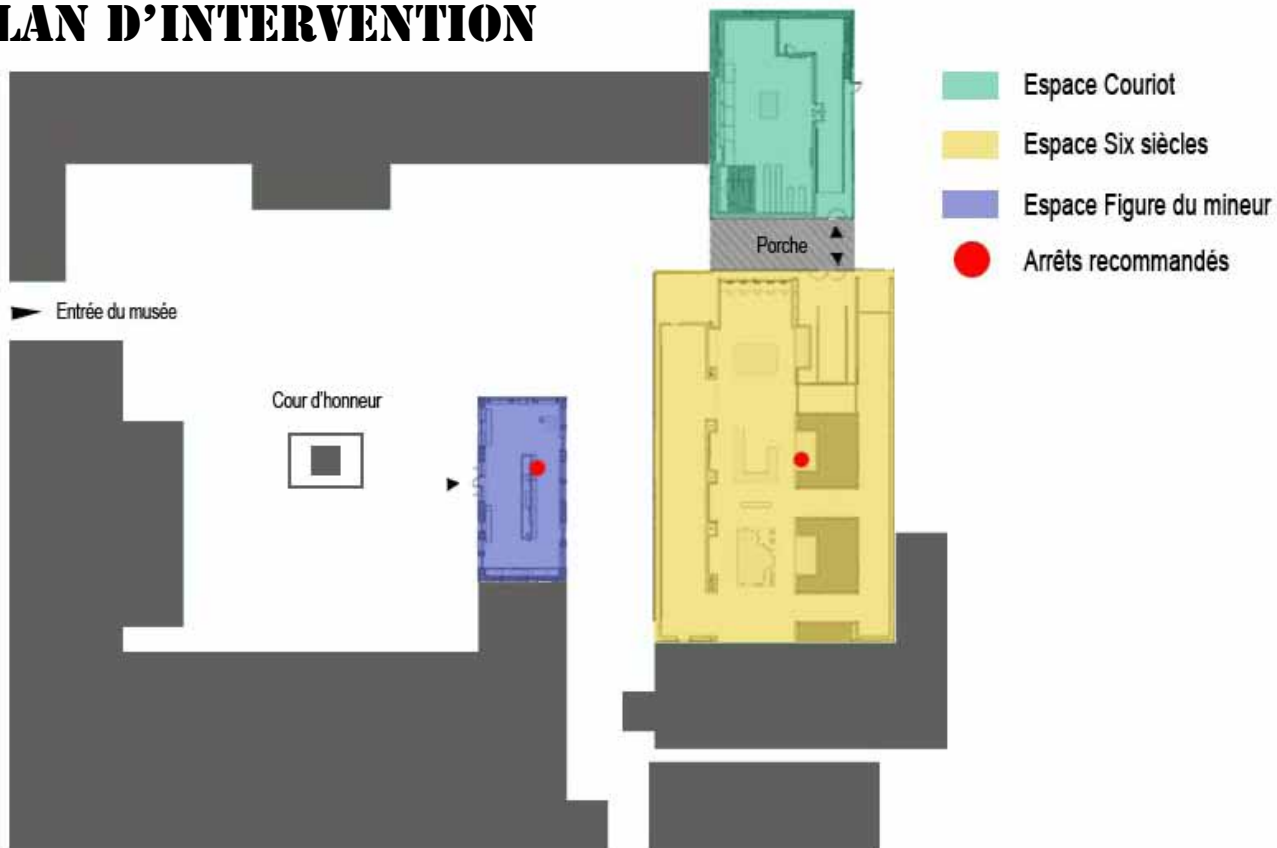 LAN D'INTERVENTION
Espace Couriot
Espace Six siècles
Espace Figure du mineur
Arrêts recommandés
Porche
Entrée du musée
Cour d'honneur